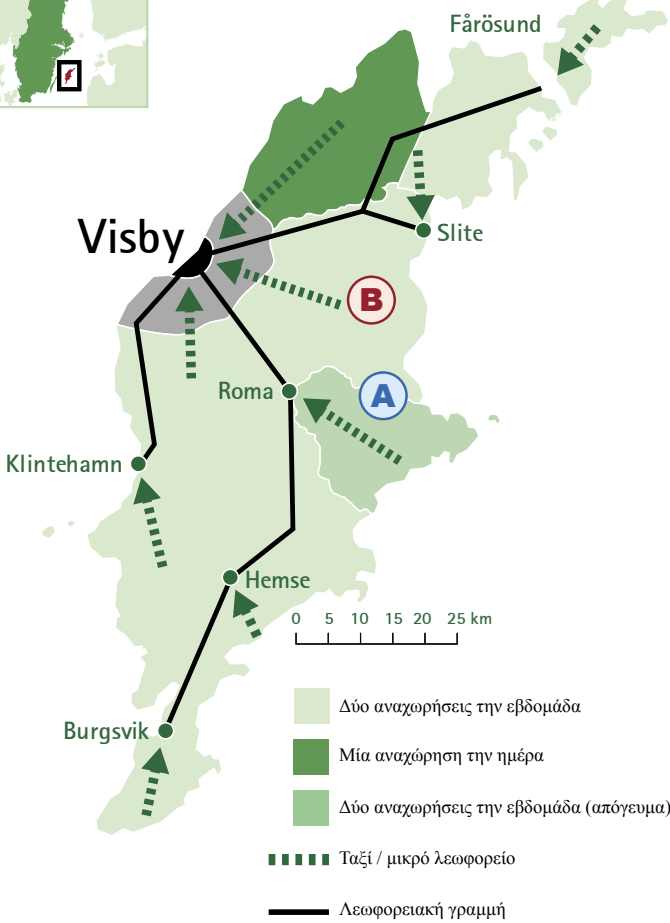 Fårösund
Visby
Slite
B
Roma
A
Klintehamn
Hemse
0 5 10 15 20 25 km
Burgsvik
Δύο αναχωρήσεις την εβδομάδα
Μία αναχώρηση την ημέρα
Δύο αναχωρήσεις την εβδομάδα (απόγευμα)
Ταξί / μικρό λεωφορείο
Λεωφορειακή γραμμή